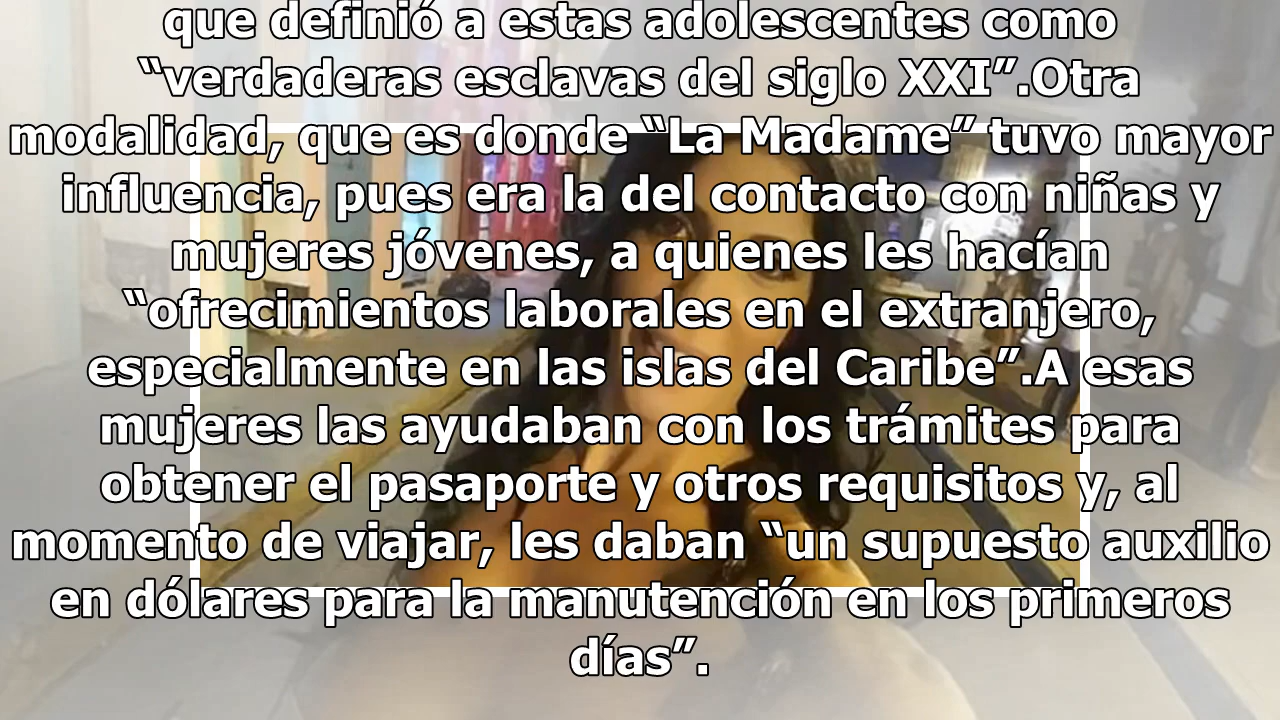 que definió a estas adolescentes como
“verdaderas esclavas del siglo XXI”.Otra
modalidad, que es donde “La Madame” tuvo mayor
influencia, pues era la del contacto con niñas y
mujeres jóvenes, a quienes les hacían
“ofrecimientos laborales en el extranjero,
especialmente en las islas del Caribe”.A esas
mujeres las ayudaban con los trámites para
obtener el pasaporte y otros requisitos y, al
momento de viajar, les daban “un supuesto auxilio
en dólares para la manutención en los primeros
días”.